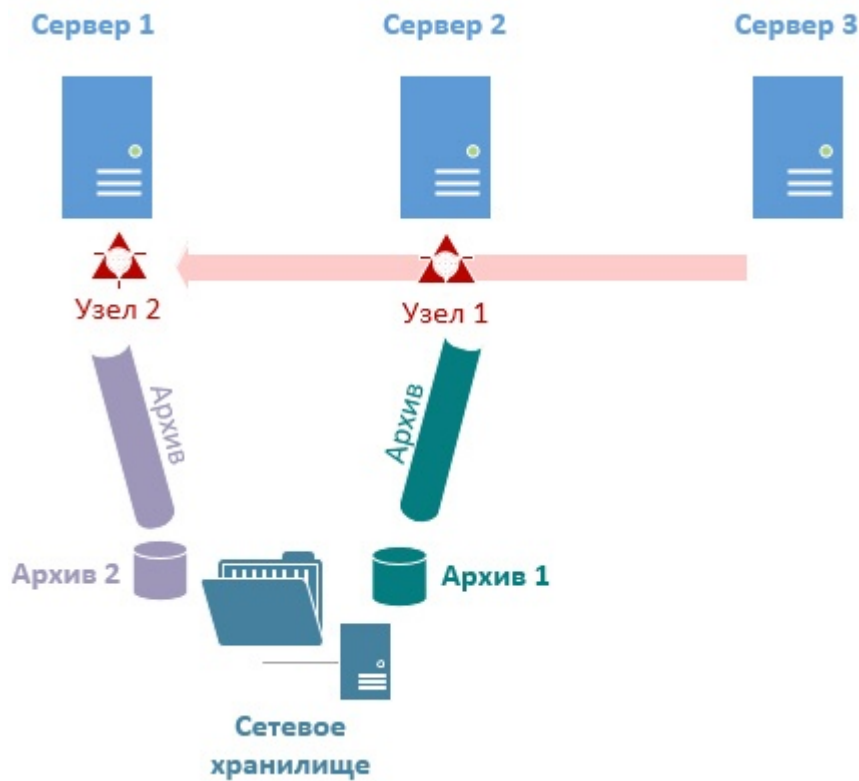 Сервер 1
Сервер 2
Сервер 3
Узел 2
Узел 1
Архив
Архив
Архив 2
Архив 1
Сетевое
хранилище